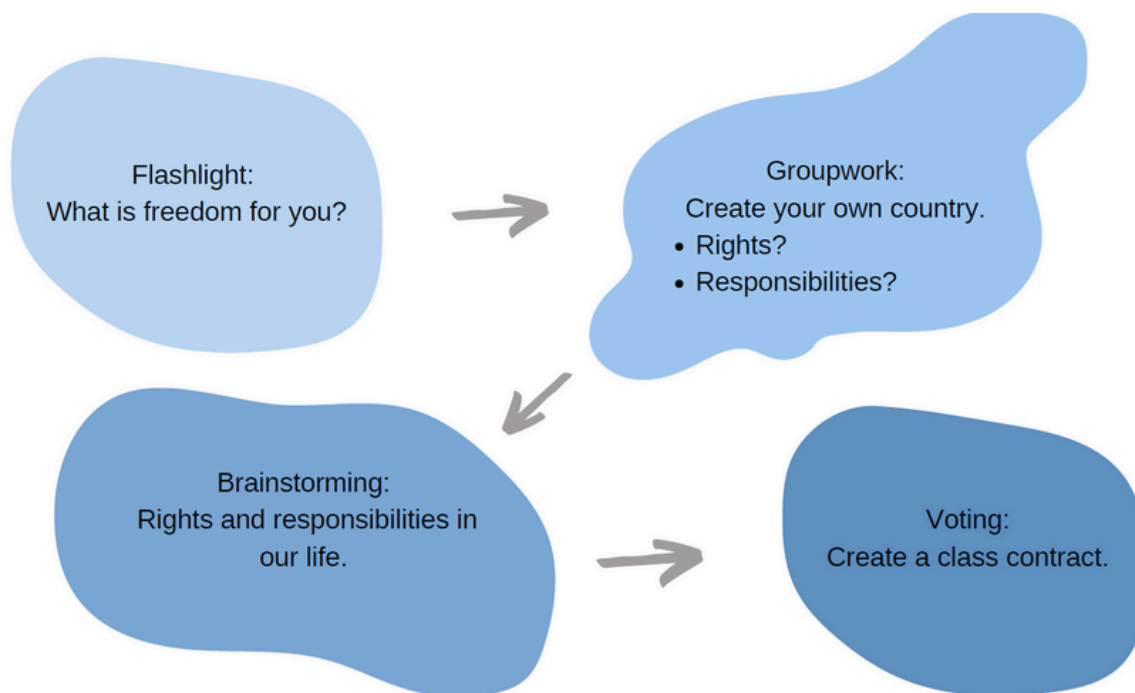 Flashlight:
What is freedom for you?
Groupwork:
Create your own country.
• Rights?
• Responsibilities?
Brainstorming:
Rights and responsibilities in
our life.
Voting:
Create a class contract.